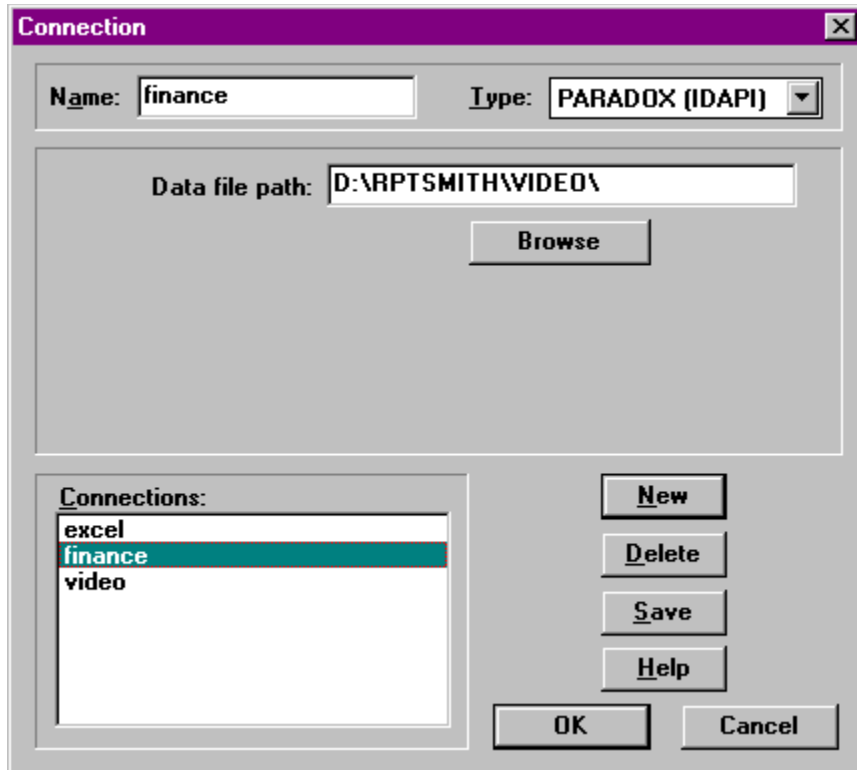 Connection
Name: finance Type: PARADOX (IDAPI)
Data file path: D:\RPTSMITH\VIDEO\
Browse
Connections:
excel
finance
video
New
Delete
Save
Help
OK Cancel